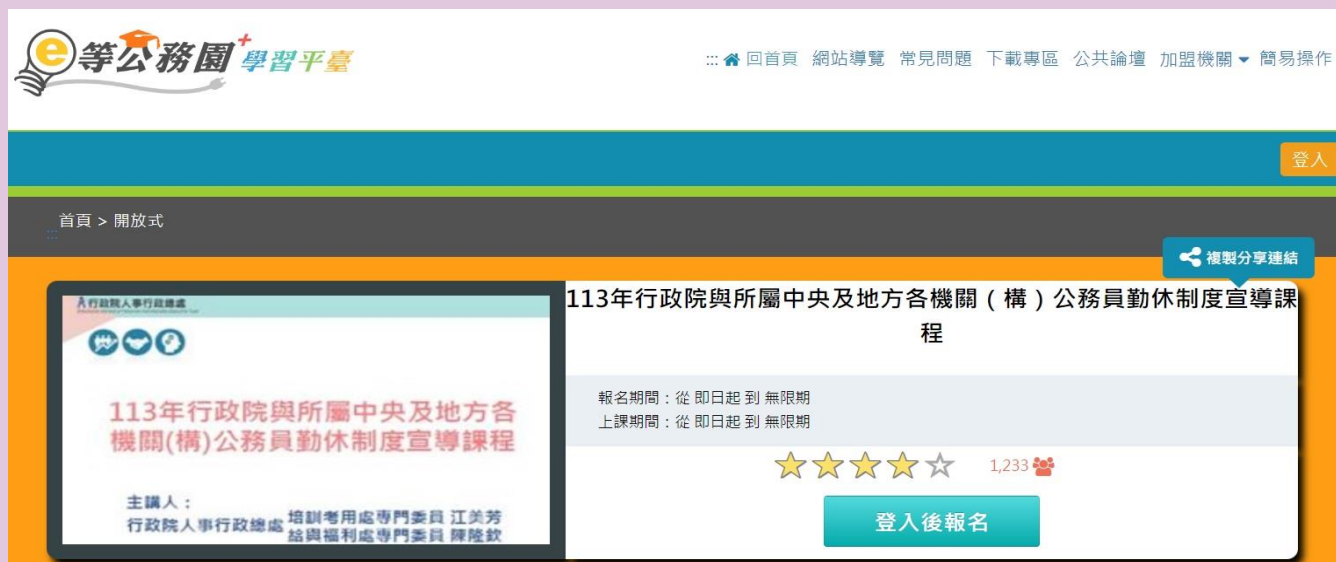 e等公務園+學習平臺
::: 回首頁 網站導覽 常見問題 下載專區 公共論壇 加盟機關 簡易操作
登入
首頁 > 開放式
:::
複製分享連結
行政院人事行政總處
113年行政院與所屬中央及地方各
機關(構)公務員勤休制度宣導課程
主講人：
行政院人事行政總處 培訓考用處專門委員 江美芳
給與福利處專門委員 陳隆欽
113年行政院與所屬中央及地方各機關（構）公務員勤休制度宣導課
程
報名期間：從 即日起 到 無限期
上課期間：從 即日起 到 無限期
1,233
登入後報名